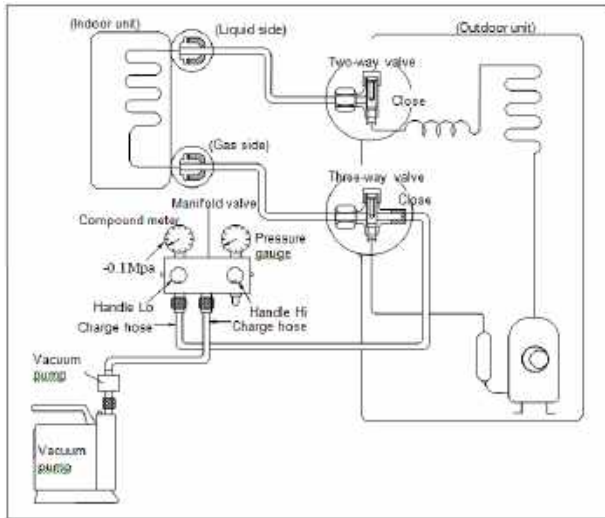 (Indoor unit)
(Liquid side)
(Outdoor unit)
Two-way valve
Close
(Gas side)
Three-way valve
Close
Manifold valve
Compound meter
Pressure
gauge
-0.1Mpa
Handle Lo
Handle Hi
Charge hose
Charge hose
Vacuum
pump
Vacuum
pump